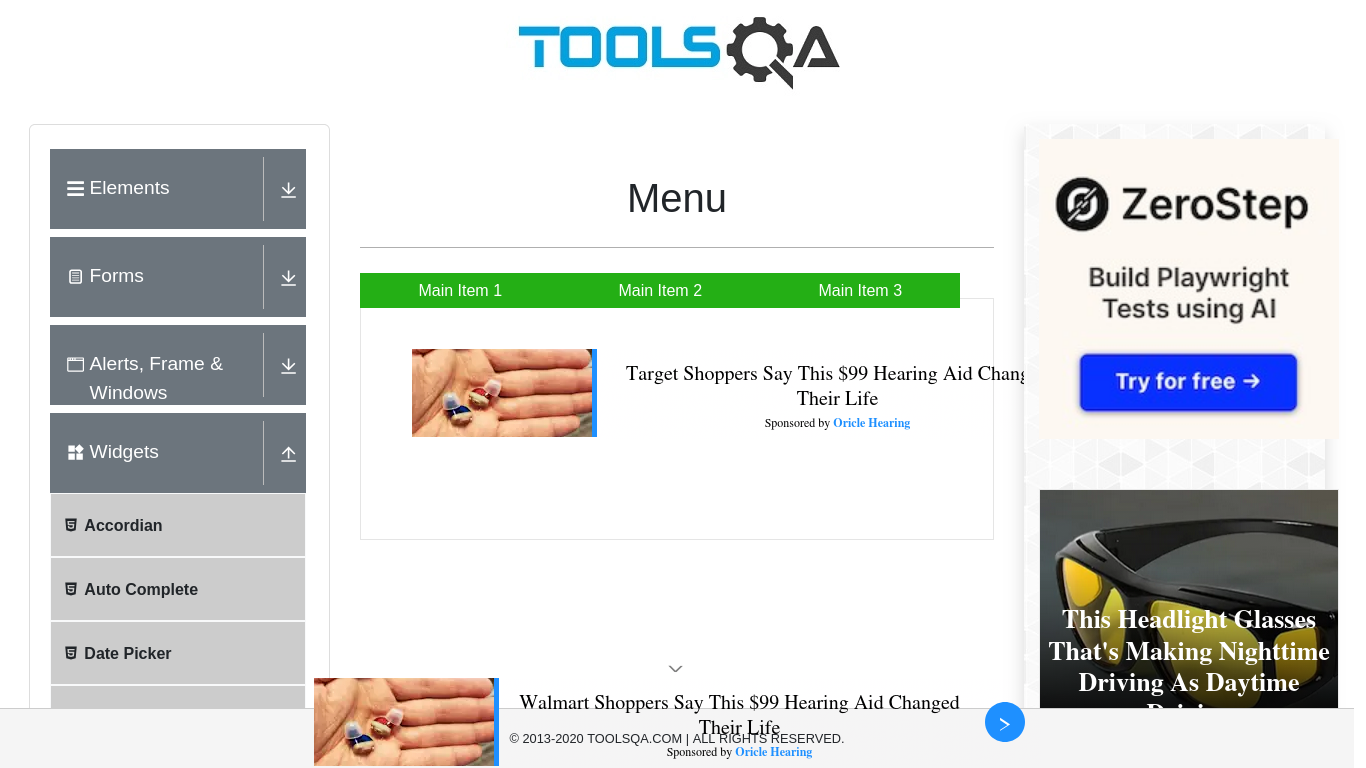 TOOLSQA
Elements
Forms
Alerts, Frame &
Windows
Widgets
Accordian
Auto Complete
Date Picker
Menu
Main Item 1
Main Item 2
Main Item 3
Target Shoppers Say This $99 Hearing Aid Chang
Their Life
Sponsored by Oricle Hearing
ZeroStep
Build Playwright
Tests using AI
Try for free →
This Headlight Glasses
That's Making Nighttime
Driving As Daytime
Walmart Shoppers Say This $99 Hearing Aid Changed
Their Life
Sponsored by Oricle Hearing
© 2013-2020 TOOLSQA.COM | ALL RIGHTS RESERVED.